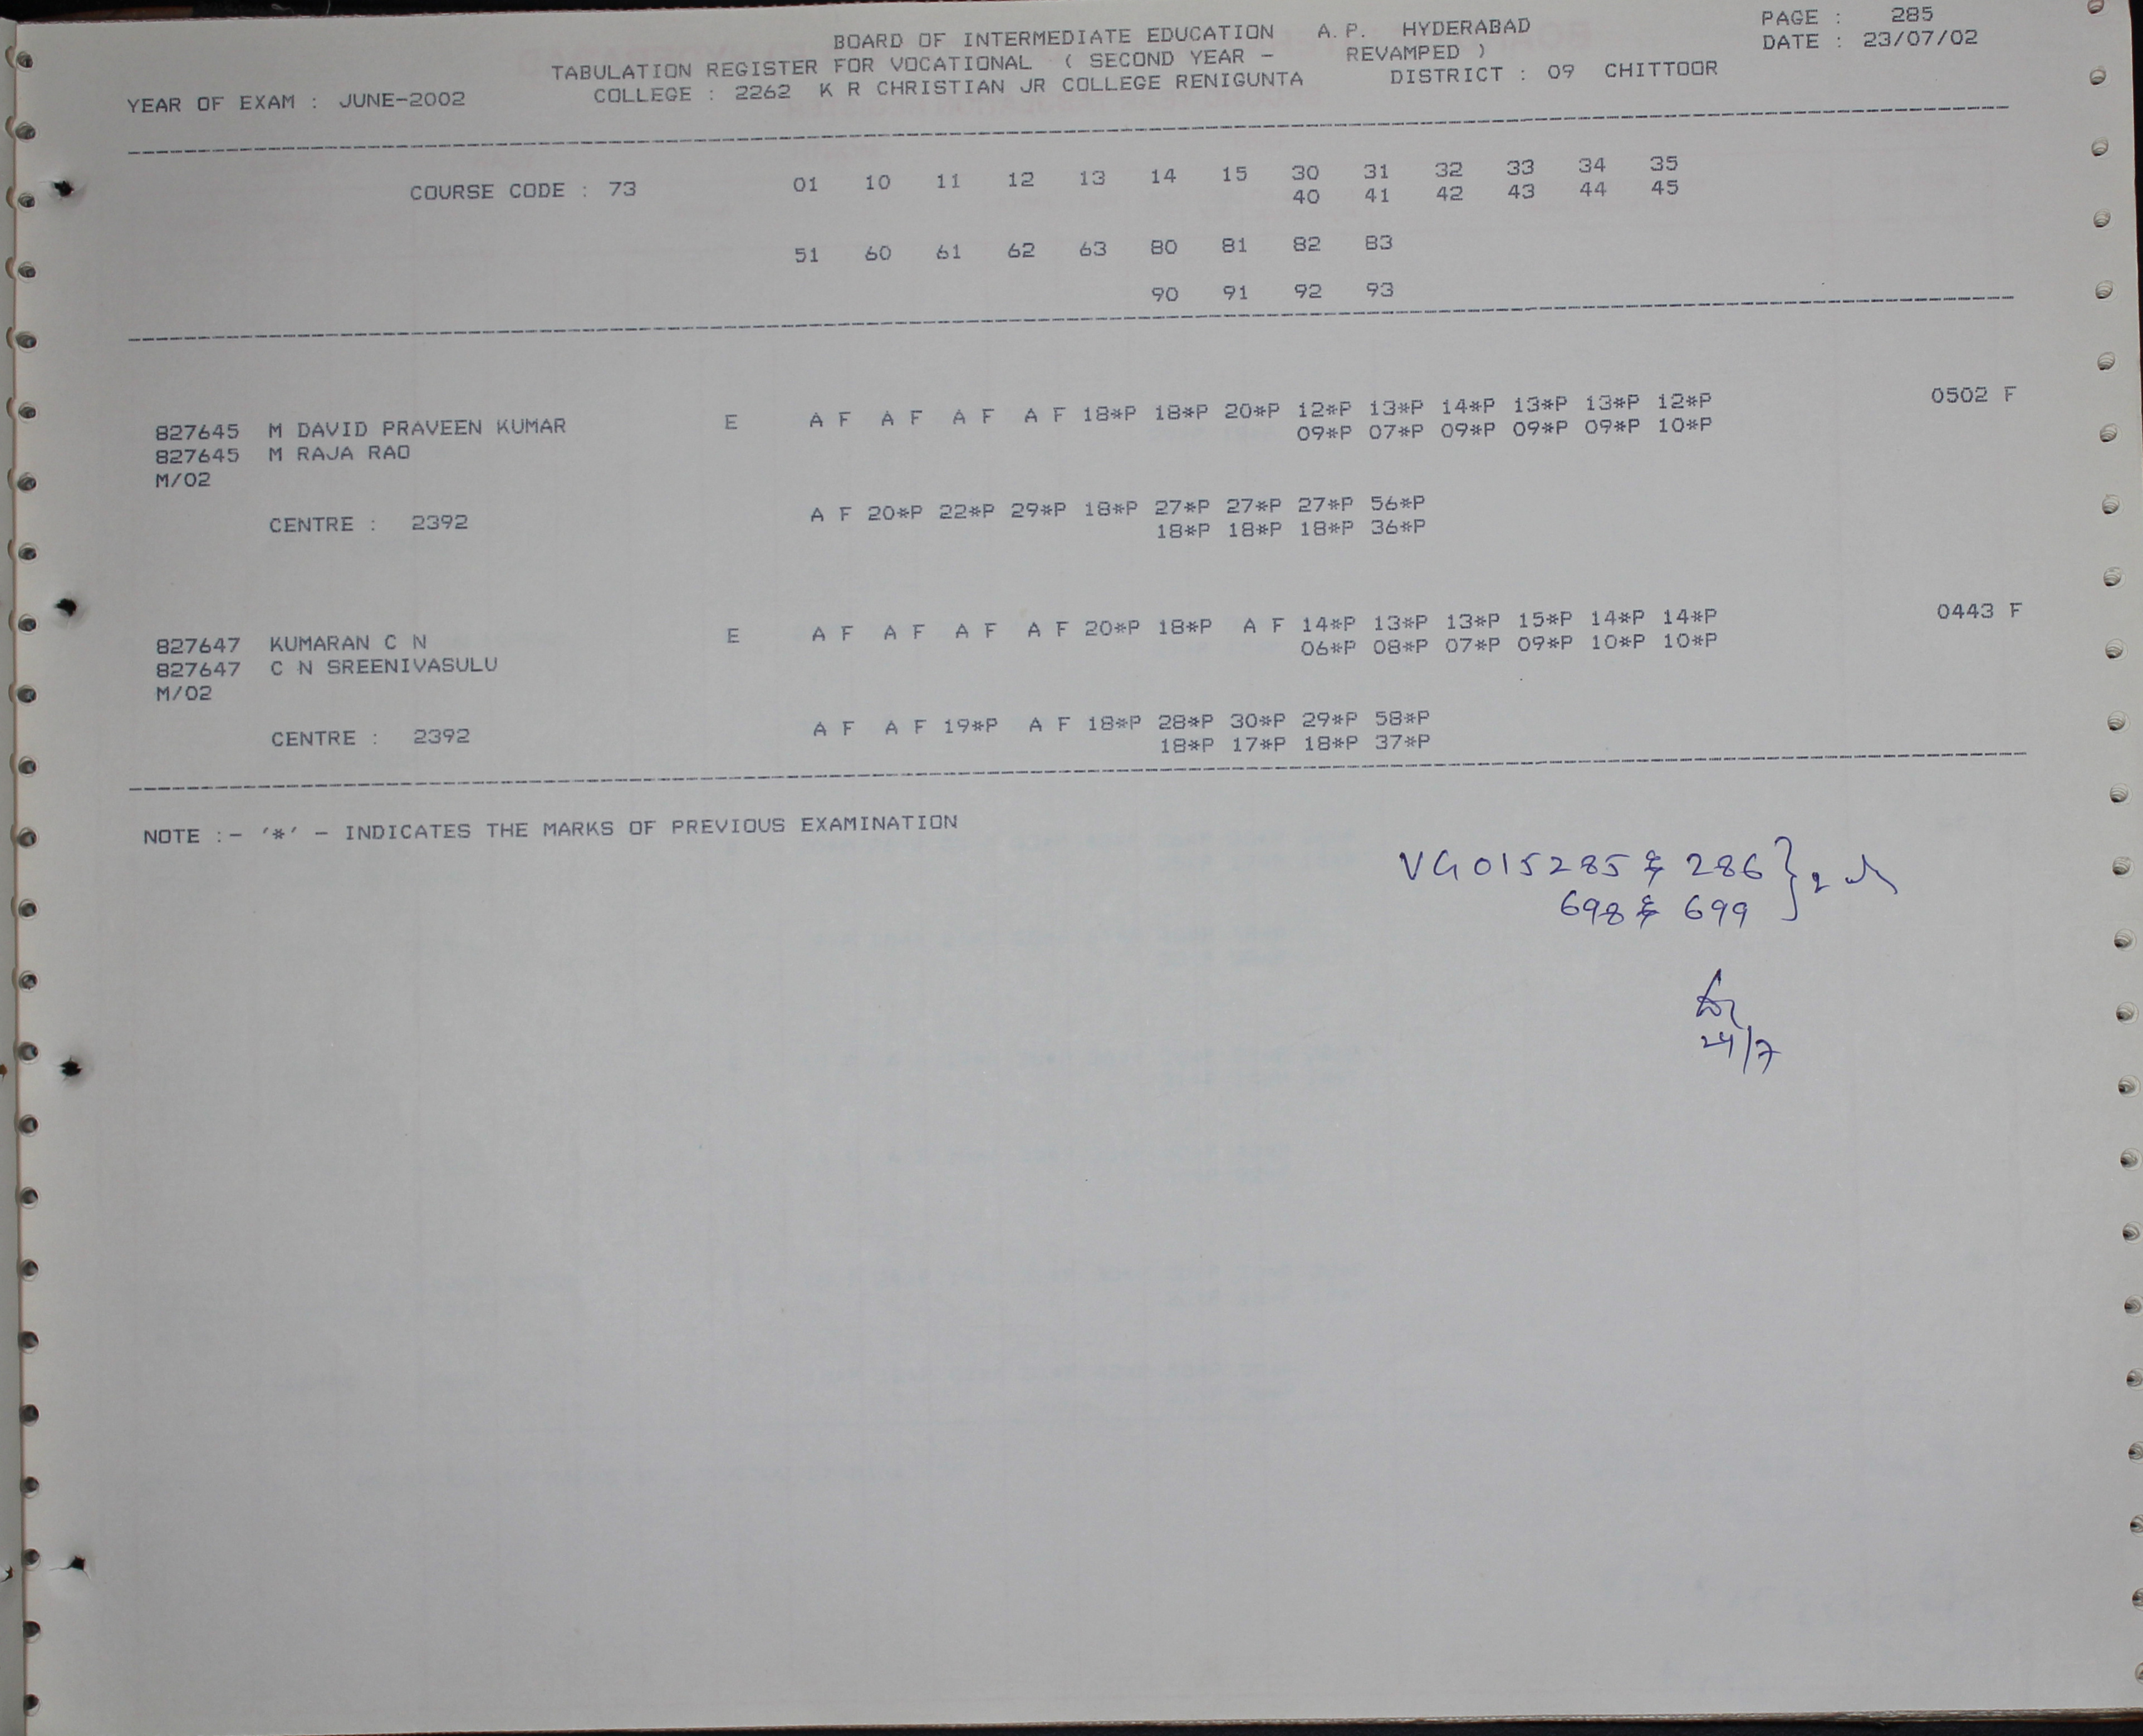 BOARD OF INTERMEDIATE EDUCATION A.P. HYDERABAD PAGE : 285
TABULATION REGISTER FOR VOCATIONAL ( SECOND YEAR - REVAMPED ) DATE : 23/07/02
YEAR OF EXAM : JUNE-2002 COLLEGE : 2262 K R CHRISTIAN JR COLLEGE RENIGUNTA DISTRICT : 09 CHITTOOR
COURSE CODE : 73 01 10 11 12 13 14 15 30 31 32 33 34 35
40 41 42 43 44 45
51 60 61 62 63 80 81 82 83
90 91 92 93
827645 M DAVID PRAVEEN KUMAR E A F A F A F A F 18*P 18*P 20*P 12*P 13*P 14*P 13*P 13*P 12*P 0502 F
827645 M RAJA RAO 09*P 07*P 09*P 09*P 09*P 10*P
M/02
CENTRE : 2392 A F 20*P 22*P 29*P 18*P 27*P 27*P 27*P 56*P
18*P 18*P 18*P 36*P
827647 KUMARAN C N E A F A F A F A F 20*P 18*P A F 14*P 13*P 13*P 15*P 14*P 14*P 0443 F
827647 C N SREENIVASULU 06*P 08*P 07*P 09*P 10*P 10*P
M/02
CENTRE : 2392 A F A F 19*P A F 18*P 28*P 30*P 29*P 58*P
18*P 17*P 18*P 37*P
NOTE :- '*' - INDICATES THE MARKS OF PREVIOUS EXAMINATION
VG015285 & 286
698 & 699
24/7